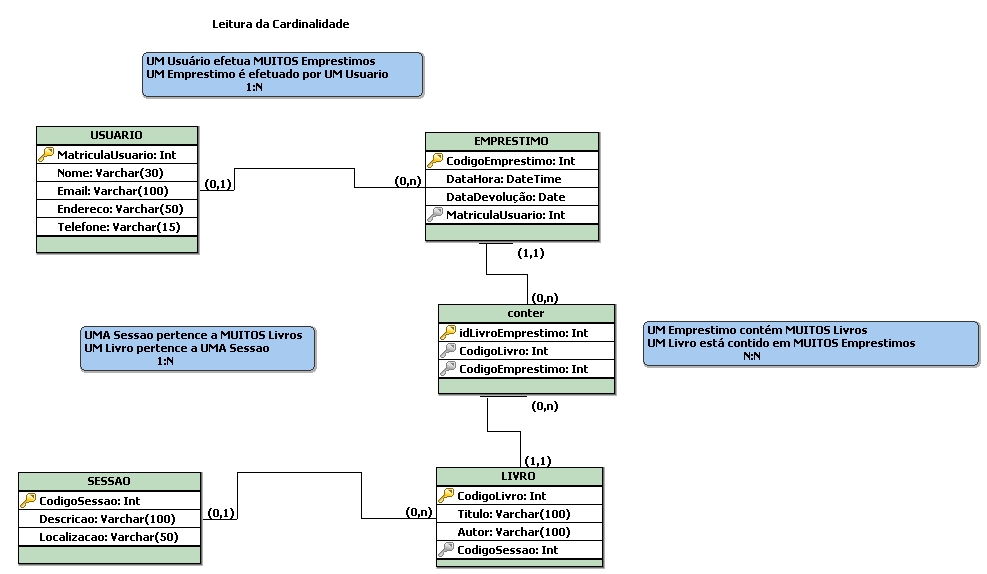 Leitura da Cardinalidade
UM Usuário efetua MUITOS Emprestimos
UM Emprestimo é efetuado por UM Usuario
1:N
USUARIO
MatriculaUsuario: Int
Nome: Varchar(30)
Email: Varchar(100)
Endereco: Varchar(50)
Telefone: Varchar(15)
(0,1)
(0,n)
EMPRESTIMO
CodigoEmprestimo: Int
DataHora: DateTime
DataDevolução: Date
MatriculaUsuario: Int
(1,1)
(0,n)
conter
idLivroEmprestimo: Int
CodigoLivro: Int
CodigoEmprestimo: Int
UMA Sessao pertence a MUITOS Livros
UM Livro pertence a UMA Sessao
1:N
UM Emprestimo contém MUITOS Livros
UM Livro está contido em MUITOS Emprestimos
N:N
(0,n)
(1,1)
SESSAO
CodigoSessao: Int
Descricao: Varchar(100)
Localizacao: Varchar(50)
(0,1)
(0,n)
LIVRO
CodigoLivro: Int
Titulo: Varchar(100)
Autor: Varchar(100)
CodigoSessao: Int